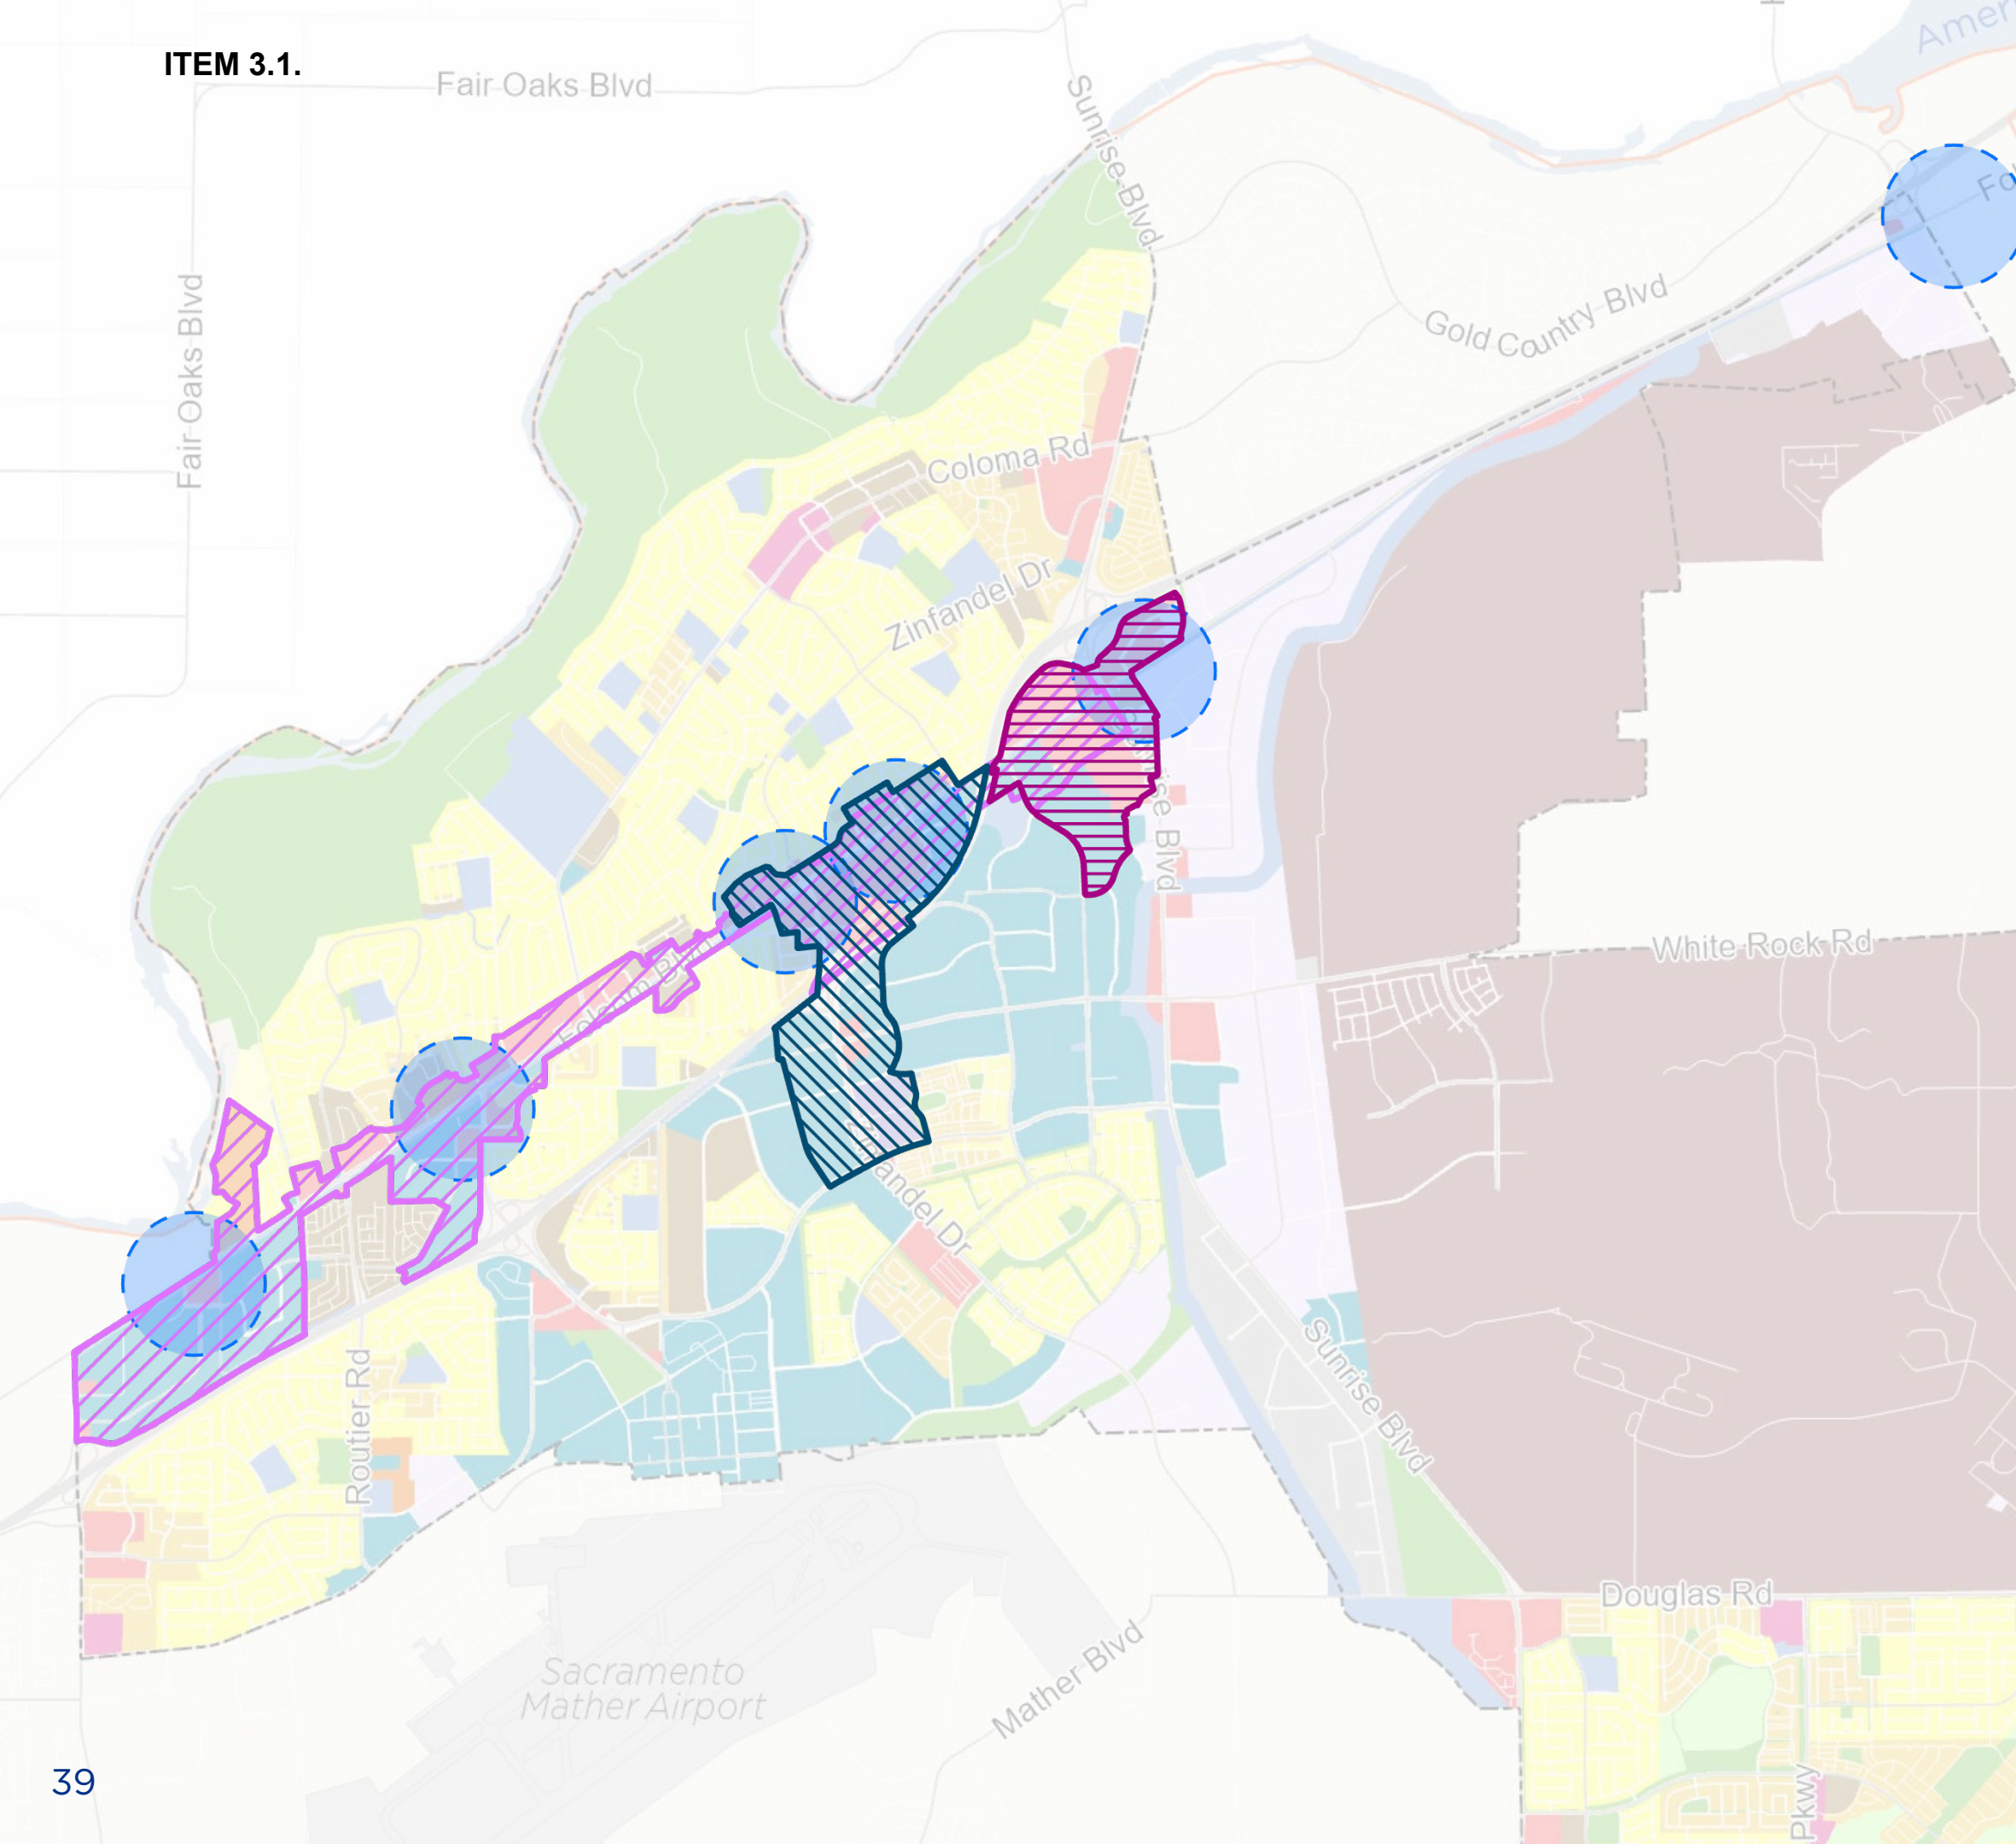 ITEM 3.1.
Amer
Fair Oaks Blvd
Sunrise Blvd
Fo
Fair Oaks Blvd
Gold Country Blvd
Coloma Rd
Zinfandel Dr
Sunrise Blvd
White Rock Rd
Folsom Blvd
Zinfandel Dr
Sunrise Blvd
Routier Rd
Douglas Rd
Sacramento
Mather Airport
Mather Blvd
39
Pkwy